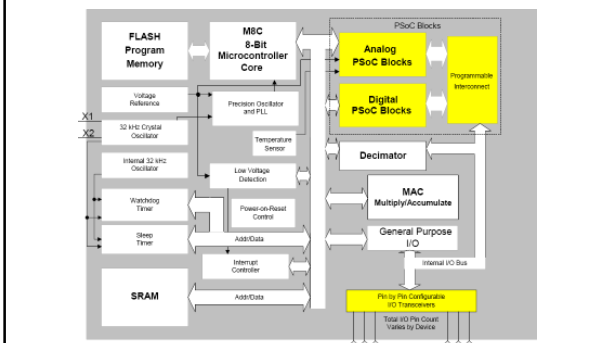 PSoC Blocks
FLASH
Program
Memory
M8C
8-Bit
Microcontroller
Core
Analog
PSoC Blocks
Programmable
Interconnect
Voltage
Reference
Precision Oscillator
and PLL
Digital
PSoC Blocks
X1
X2
32 kHz Crystal
Oscillator
Temperature
Sensor
Decimator
Internal 32 kHz
Oscillator
Low Voltage
Detection
MAC
Multiply/Accumulate
Watchdog
Timer
Power-on-Reset
Control
Sleep
Timer
Addr/Data
General Purpose
I/O
Interrupt
Controller
Internal I/O Bus
SRAM
Addr/Data
Pin by Pin Configurable
I/O Transceivers
Total I/O Pin Count
Varies by Device